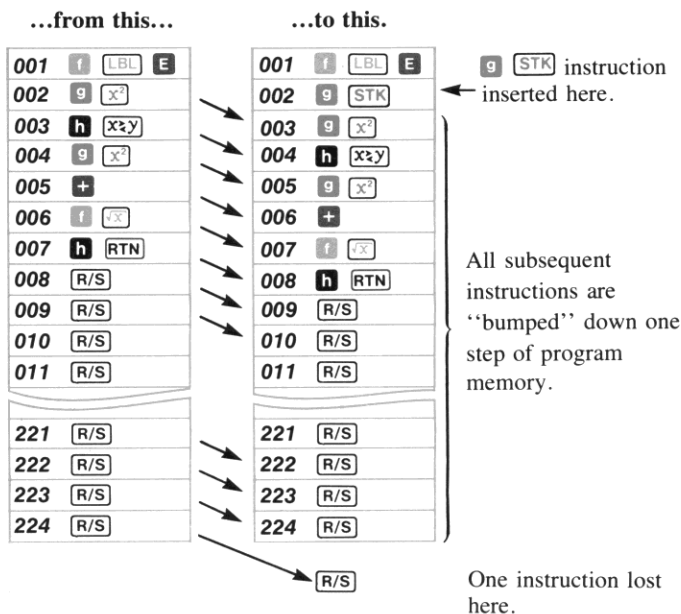 ...from this... ...to this.
001 f LBL E 001 f LBL E g STK instruction
002 g x² 002 g STK inserted here.
003 h x≷y 003 g x²
004 g x² 004 h x≷y
005 + 005 g x²
006 f √x 006 +
007 h RTN 007 f √x
008 R/S 008 h RTN All subsequent
009 R/S 009 R/S instructions are
010 R/S 010 R/S ‘‘bumped’’ down one
011 R/S 011 R/S step of program
memory.
221 R/S 221 R/S
222 R/S 222 R/S
223 R/S 223 R/S
224 R/S 224 R/S
R/S One instruction lost
here.